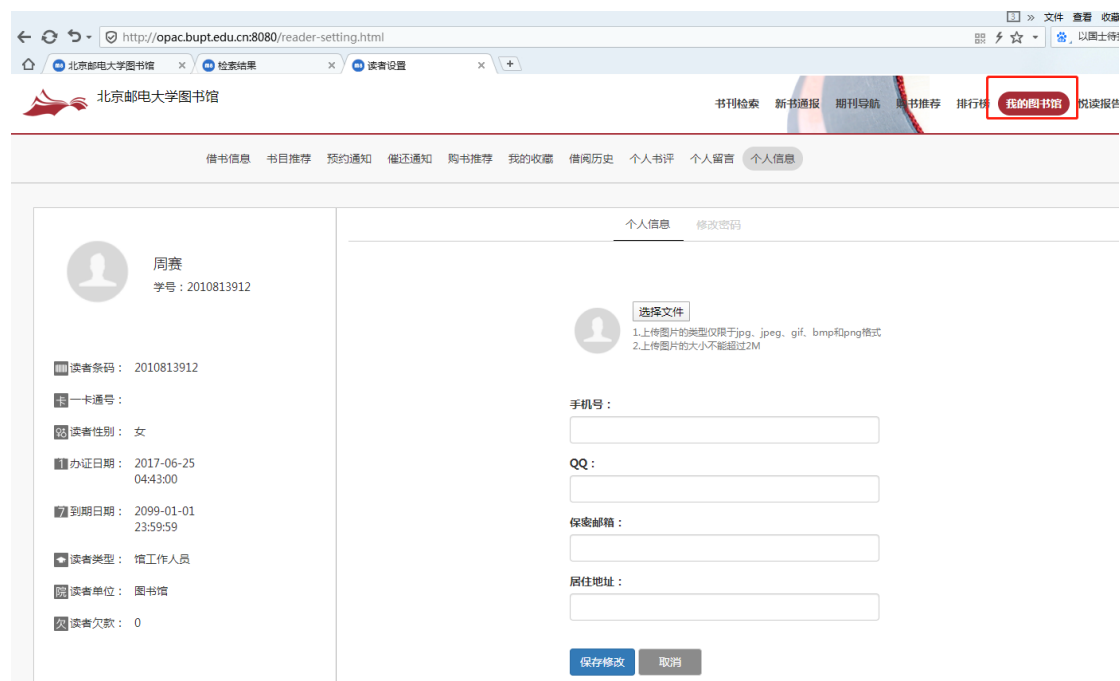 3 » 文件 查看 收藏
http://opac.bupt.edu.cn:8080/reader-setting.html
以国士待
北京邮电大学图书馆 × 检索结果 × 读者设置 × +
北京邮电大学图书馆
书刊检索 新书通报 期刊导航 购书推荐 排行榜 我的图书馆 悦读报告
借书信息 书目推荐 预约通知 催还通知 购书推荐 我的收藏 借阅历史 个人书评 个人留言 个人信息
个人信息 修改密码
周赛
学号：2010813912
选择文件
1.上传图片的类型仅限于jpg、jpeg、gif、bmp和png格式
2.上传图片的大小不能超过2M
读者条码： 2010813912
卡 一卡通号：
读者性别： 女
1 办证日期： 2017-06-25
04:43:00
7 到期日期： 2099-01-01
23:59:59
读者类型： 馆工作人员
院 读者单位： 图书馆
欠 读者欠款： 0
手机号：
QQ：
保密邮箱：
居住地址：
保存修改 取消